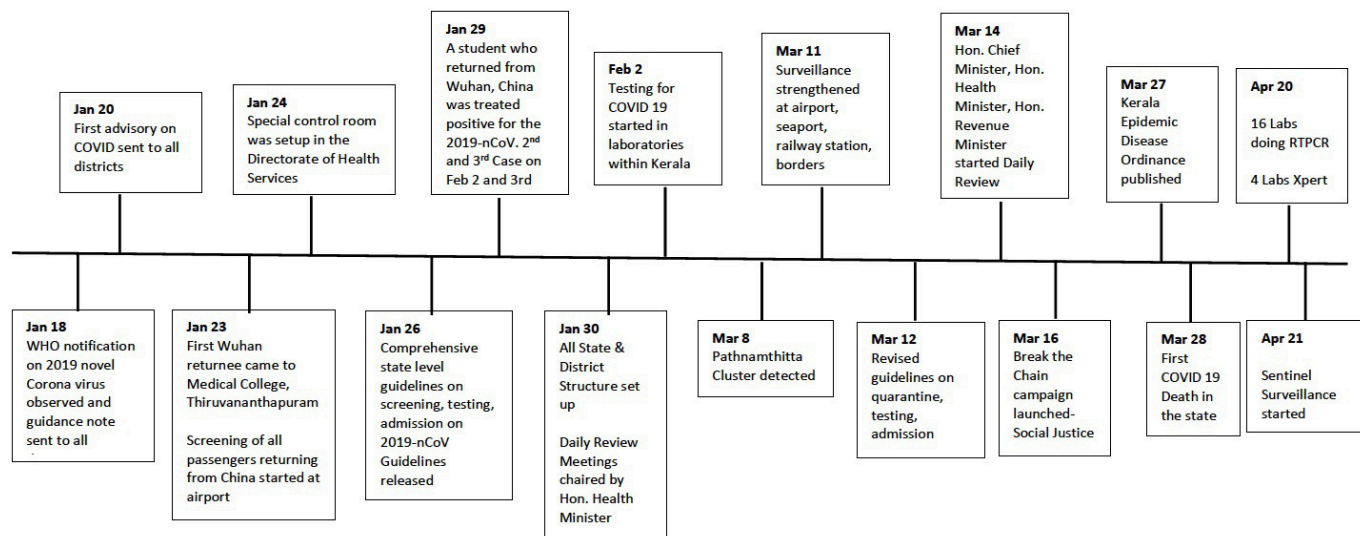 Jan 20
First advisory on
COVID sent to all
districts
Jan 24
Special control room
was setup in the
Directorate of Health
Services
Jan 29
A student who
returned from
Wuhan, China
was treated
positive for the
2019-nCoV. 2nd
and 3rd Case on
Feb 2 and 3rd
Feb 2
Testing for
COVID 19
started in
laboratories
within Kerala
Mar 11
Surveillance
strengthened
at airport,
seaport,
railway station,
borders
Mar 14
Hon. Chief
Minister, Hon.
Health
Minister, Hon.
Revenue
Minister
started Daily
Review
Mar 27
Kerala
Epidemic
Disease
Ordinance
published
Apr 20
16 Labs
doing RTPCR
4 Labs Xpert
Jan 18
WHO notification
on 2019 novel
Corona virus
observed and
guidance note
sent to all
Jan 23
First Wuhan
returnee came to
Medical College,
Thiruvananthapuram
Screening of all
passengers returning
from China started at
airport
Jan 26
Comprehensive
state level
guidelines on
screening, testing,
admission on
2019-nCoV
Guidelines
released
Jan 30
All State &
District
Structure set
up
Daily Review
Meetings
chaired by
Hon. Health
Minister
Mar 8
Pathnamthitta
Cluster detected
Mar 12
Revised
guidelines on
quarantine,
testing,
admission
Mar 16
Break the
Chain
campaign
launched-
Social Justice
Mar 28
First
COVID 19
Death in
the state
Apr 21
Sentinel
Surveillance
started